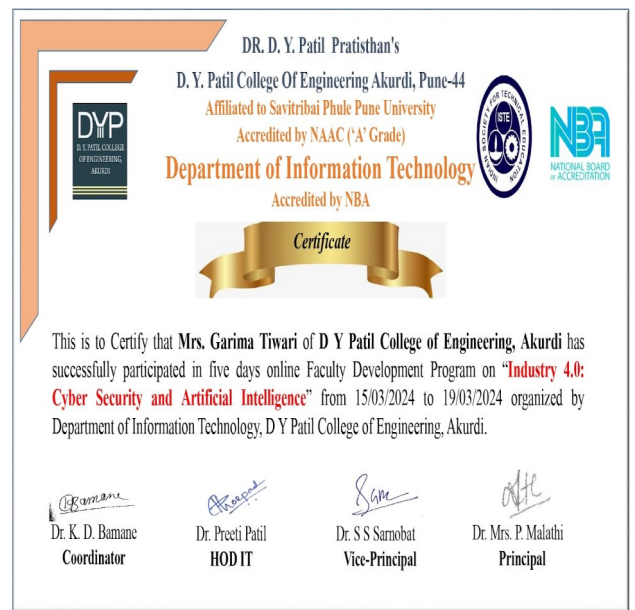 DR. D. Y. Patil Pratisthan's
D. Y. Patil College Of Engineering Akurdi, Pune-44
Affiliated to Savitribai Phule Pune University
Accredited by NAAC ('A' Grade)
Department of Information Technology
Accredited by NBA
DYP
D. Y. PATIL COLLEGE
OF ENGINEERING,
AKURDI
INDIAN SOCIETY FOR TECHNICAL EDUCATION
ISTE
NBA
NATIONAL BOARD
OF ACCREDITATION
Certificate
This is to Certify that Mrs. Garima Tiwari of D Y Patil College of Engineering, Akurdi has
successfully participated in five days online Faculty Development Program on “Industry 4.0:
Cyber Security and Artificial Intelligence” from 15/03/2024 to 19/03/2024 organized by
Department of Information Technology, D Y Patil College of Engineering, Akurdi.
Dr. K. D. Bamane
Coordinator
Dr. Preeti Patil
HOD IT
Dr. S S Sarnobat
Vice-Principal
Dr. Mrs. P. Malathi
Principal